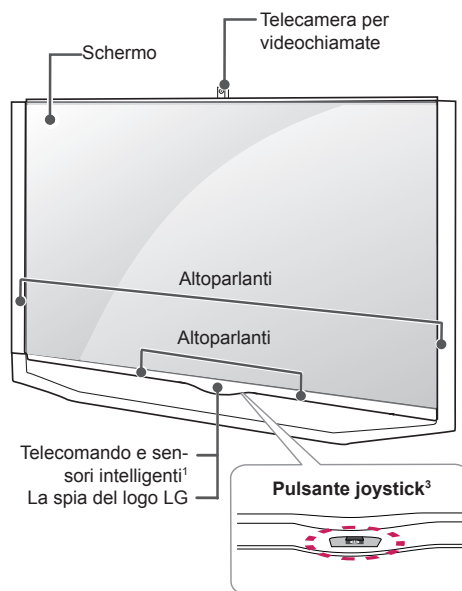 Telecamera per
videochiamate
Schermo
Altoparlanti
Altoparlanti
Telecomando e sen-
sori intelligenti¹
La spia del logo LG
Pulsante joystick³